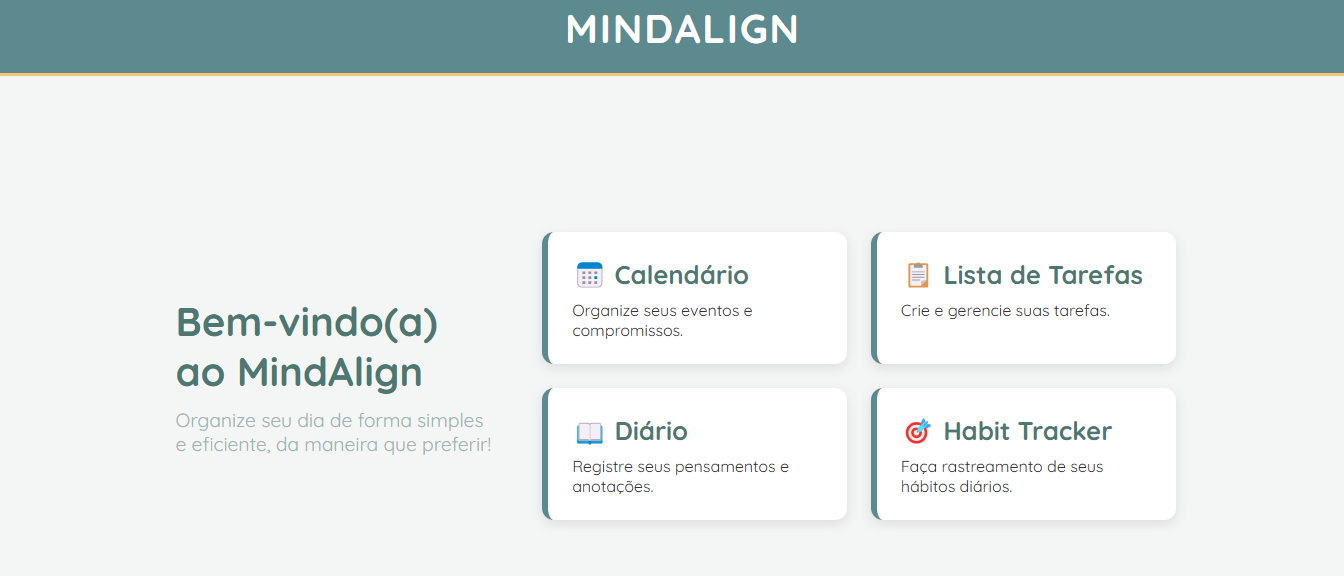 MINDALIGN
Bem-vindo(a)
ao MindAlign
Organize seu dia de forma simples
e eficiente, da maneira que preferir!
Calendário
Organize seus eventos e
compromissos.
Lista de Tarefas
Crie e gerencie suas tarefas.
Diário
Registre seus pensamentos e
anotações.
Habit Tracker
Faça rastreamento de seus
hábitos diários.